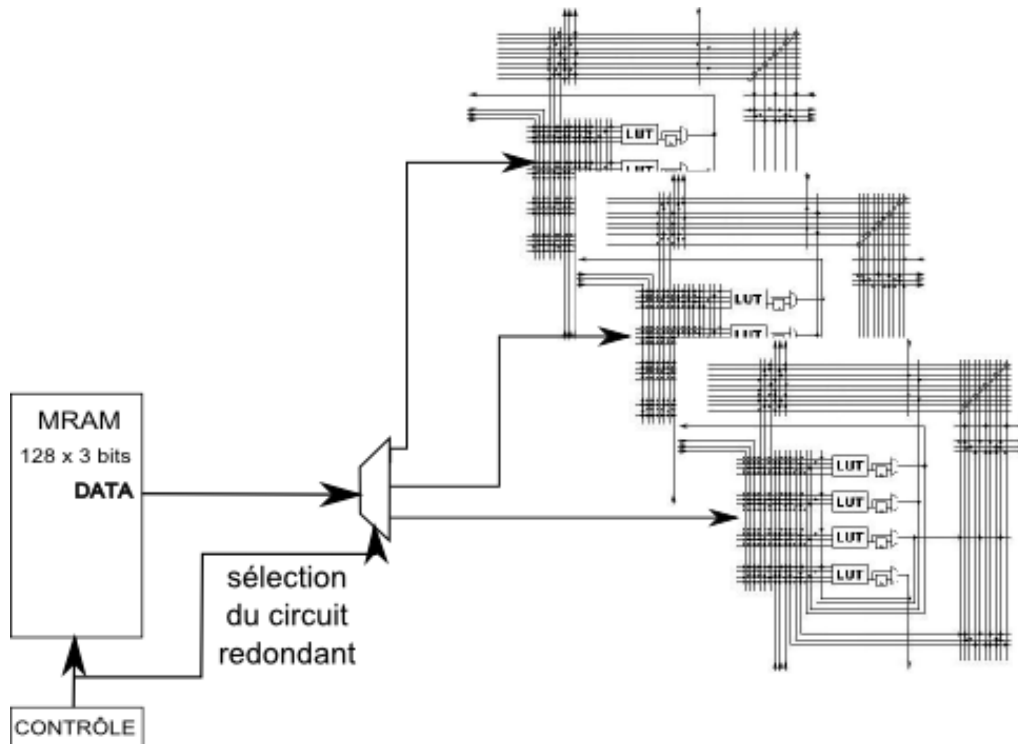 LUT
LUT
LUT
LUT
MRAM
128 x 3 bits
DATA
LUT
LUT
LUT
LUT
sélection
du circuit
redondant
CONTRÔLE